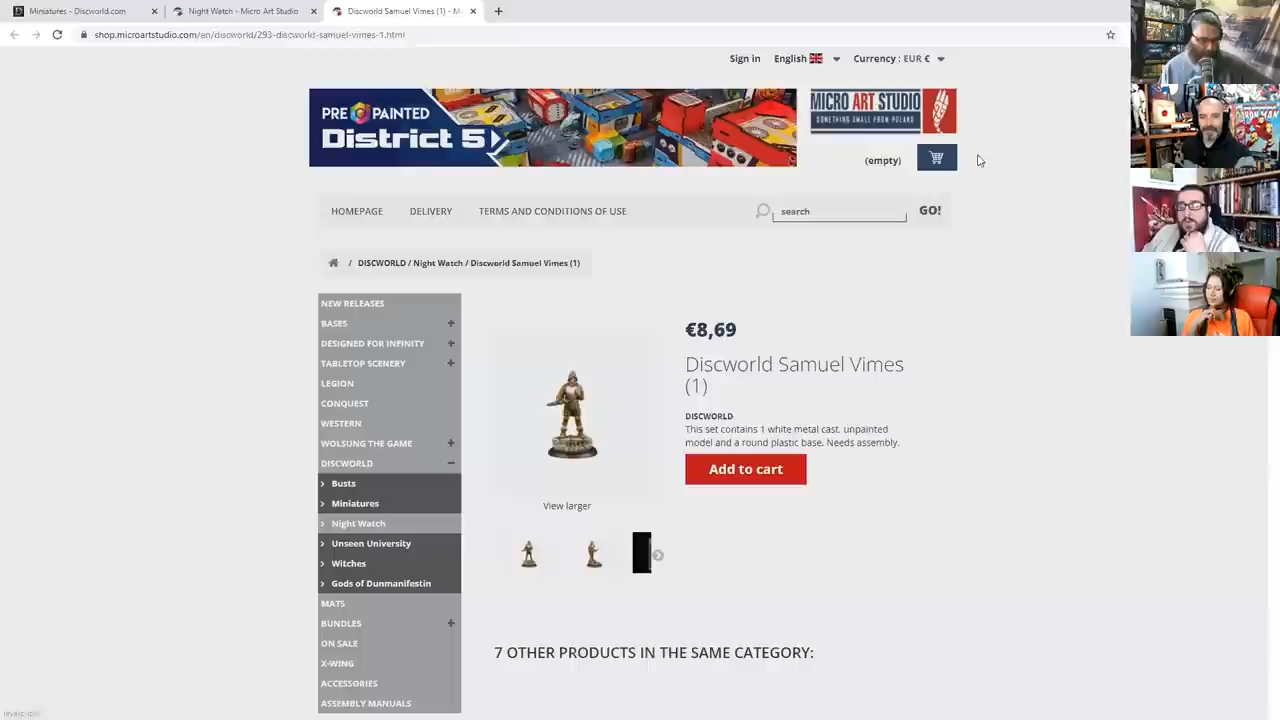 Miniatures - Discworld.com
Night Watch - Micro Art Studio
Discworld Samuel Vimes (1) - M
shop.microartstudio.com/en/discworld/293-discworld-samuel-vimes-1.html
Sign in English Currency : EUR €
PREPAINTED
District 5
MICRO ART STUDIO
SOMETHING SMALL FROM POLAND
(empty)
HOMEPAGE DELIVERY TERMS AND CONDITIONS OF USE search GO!
/ DISCWORLD / Night Watch / Discworld Samuel Vimes (1)
NEW RELEASES
BASES +
DESIGNED FOR INFINITY +
TABLETOP SCENERY +
LEGION
CONQUEST
WESTERN
WOLSUNG THE GAME +
DISCWORLD −
> Busts
> Miniatures
> Night Watch
> Unseen University
> Witches
> Gods of Dunmanifestin
MATS
BUNDLES +
ON SALE
X-WING
ACCESSORIES
ASSEMBLY MANUALS
View larger
€8,69
Discworld Samuel Vimes
(1)
DISCWORLD
This set contains 1 white metal cast, unpainted
model and a round plastic base. Needs assembly.
Add to cart
7 OTHER PRODUCTS IN THE SAME CATEGORY:
IRON MAN